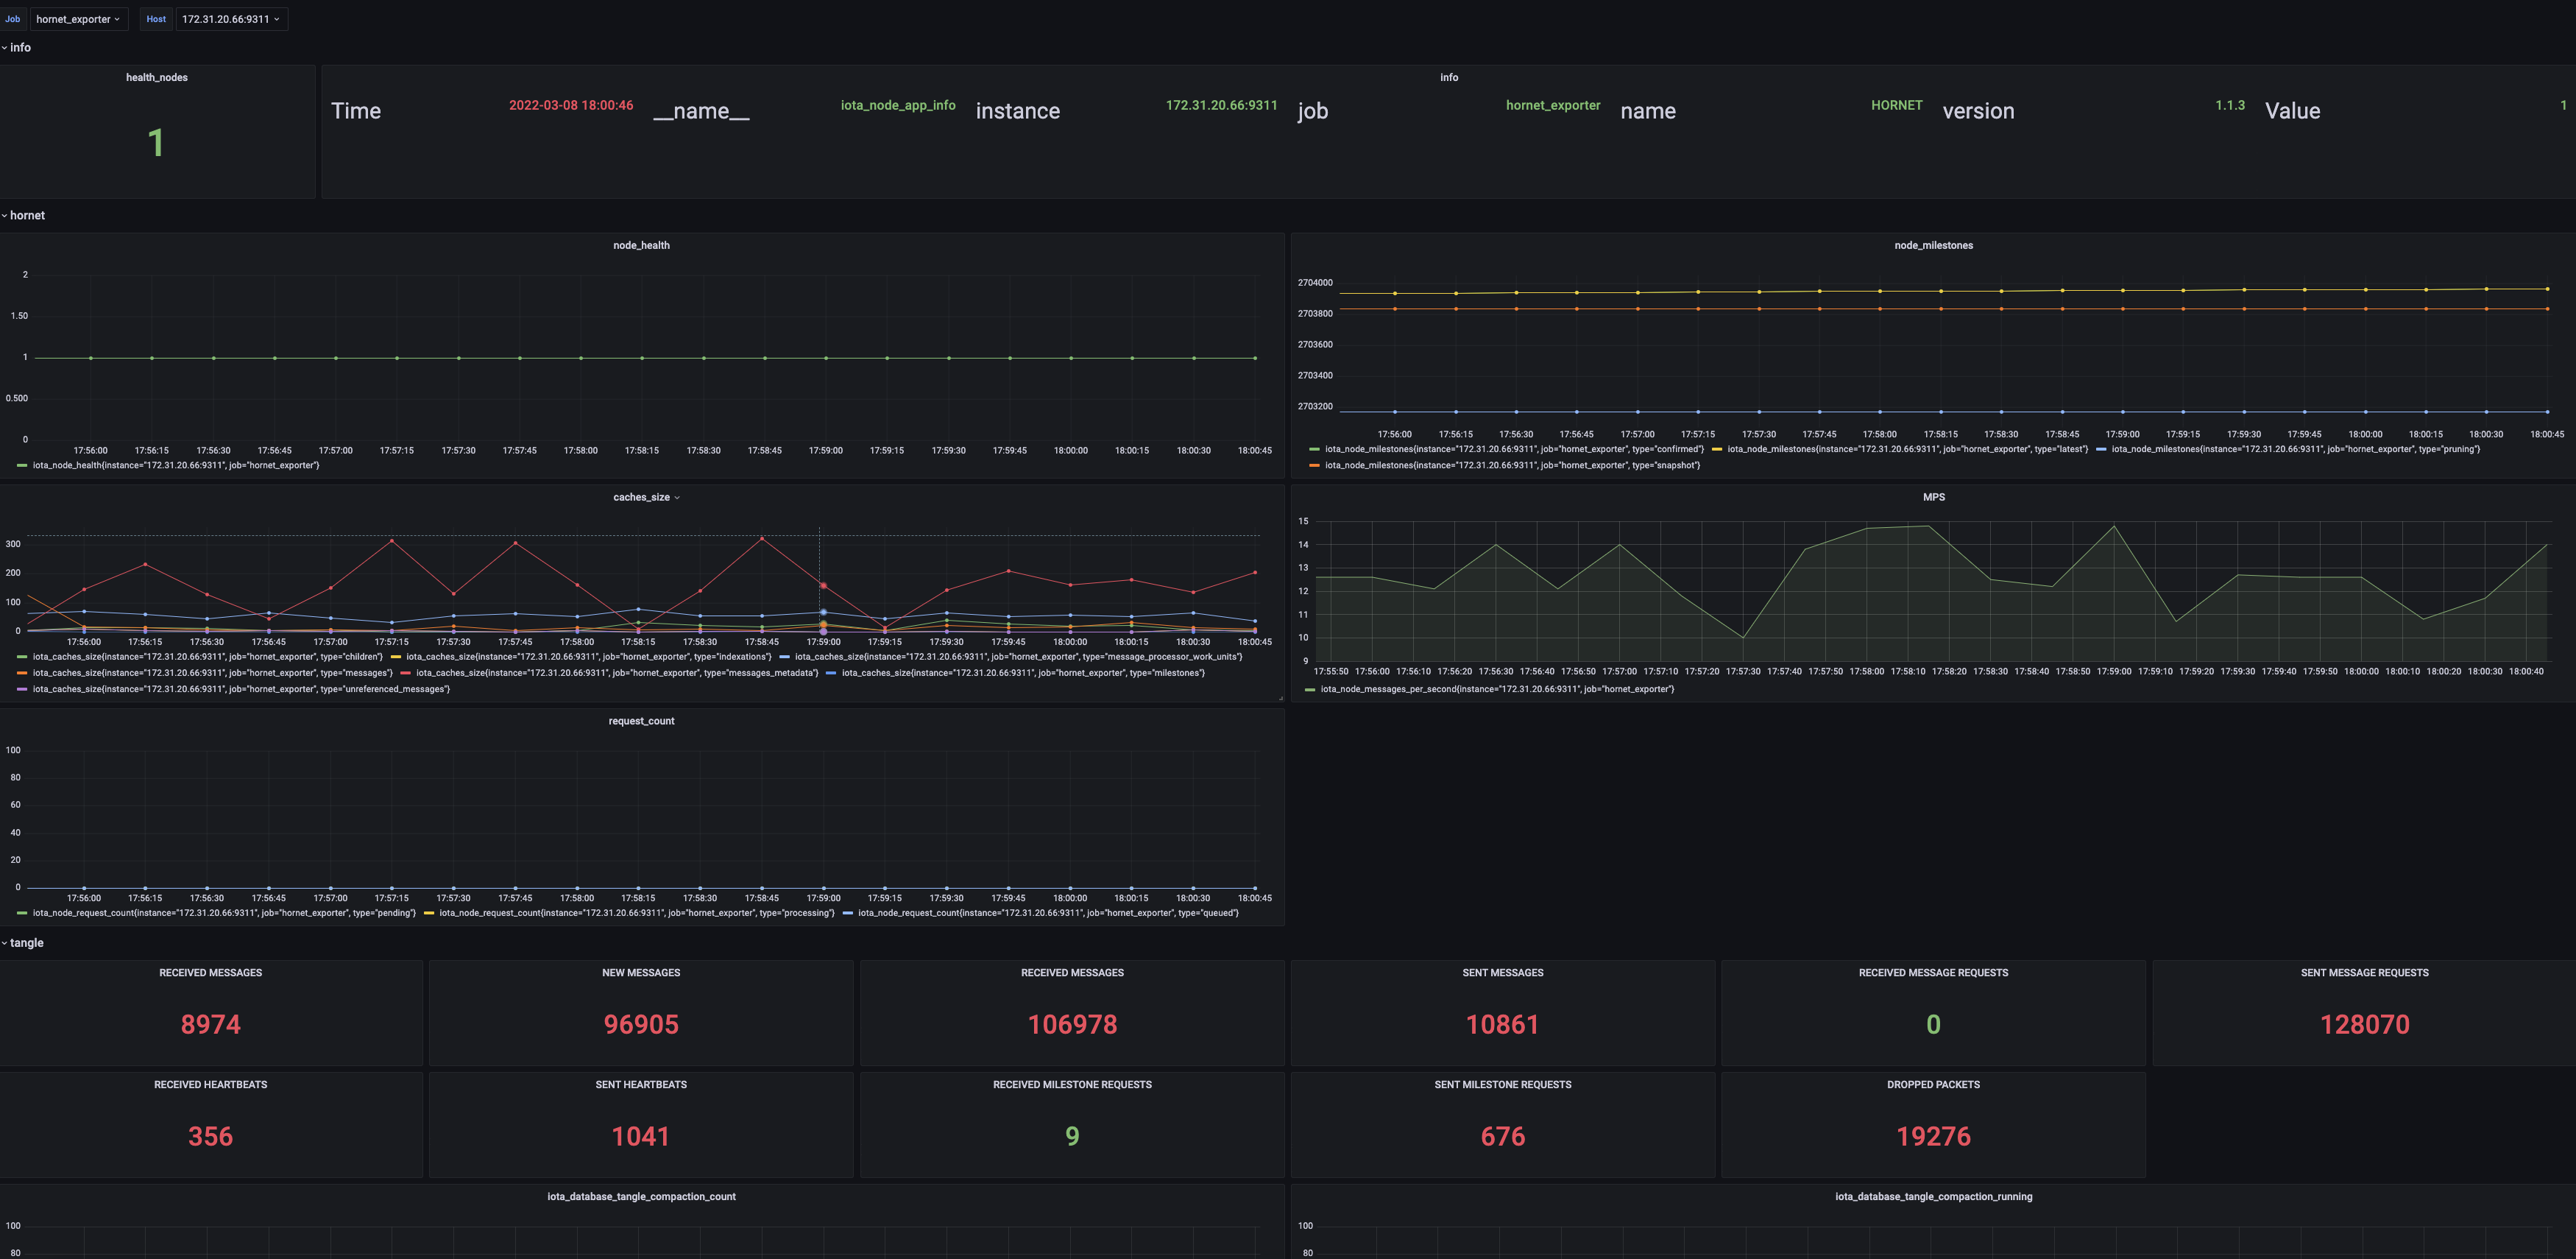 Job hornet_exporter Host 172.31.20.66:9311
info
health_nodes
1
info
Time 2022-03-08 18:00:46 __name__ iota_node_app_info instance 172.31.20.66:9311 job hornet_exporter name HORNET version 1.1.3 Value 1
hornet
node_health
2
1.50
1
0.500
0
17:56:00 17:56:15 17:56:30 17:56:45 17:57:00 17:57:15 17:57:30 17:57:45 17:58:00 17:58:15 17:58:30 17:58:45 17:59:00 17:59:15 17:59:30 17:59:45 18:00:00 18:00:15 18:00:30 18:00:45
iota_node_health{instance="172.31.20.66:9311", job="hornet_exporter"}
node_milestones
2704000
2703800
2703600
2703400
2703200
17:56:00 17:56:15 17:56:30 17:56:45 17:57:00 17:57:15 17:57:30 17:57:45 17:58:00 17:58:15 17:58:30 17:58:45 17:59:00 17:59:15 17:59:30 17:59:45 18:00:00 18:00:15 18:00:30 18:00:45
iota_node_milestones{instance="172.31.20.66:9311", job="hornet_exporter", type="confirmed"} iota_node_milestones{instance="172.31.20.66:9311", job="hornet_exporter", type="latest"} iota_node_milestones{instance="172.31.20.66:9311", job="hornet_exporter", type="pruning"}
iota_node_milestones{instance="172.31.20.66:9311", job="hornet_exporter", type="snapshot"}
caches_size
300
200
100
0
17:56:00 17:56:15 17:56:30 17:56:45 17:57:00 17:57:15 17:57:30 17:57:45 17:58:00 17:58:15 17:58:30 17:58:45 17:59:00 17:59:15 17:59:30 17:59:45 18:00:00 18:00:15 18:00:30 18:00:45
iota_caches_size{instance="172.31.20.66:9311", job="hornet_exporter", type="children"} iota_caches_size{instance="172.31.20.66:9311", job="hornet_exporter", type="indexations"} iota_caches_size{instance="172.31.20.66:9311", job="hornet_exporter", type="message_processor_work_units"}
iota_caches_size{instance="172.31.20.66:9311", job="hornet_exporter", type="messages"} iota_caches_size{instance="172.31.20.66:9311", job="hornet_exporter", type="messages_metadata"} iota_caches_size{instance="172.31.20.66:9311", job="hornet_exporter", type="milestones"}
iota_caches_size{instance="172.31.20.66:9311", job="hornet_exporter", type="unreferenced_messages"}
MPS
15
14
13
12
11
10
9
17:55:50 17:56:00 17:56:10 17:56:20 17:56:30 17:56:40 17:56:50 17:57:00 17:57:10 17:57:20 17:57:30 17:57:40 17:57:50 17:58:00 17:58:10 17:58:20 17:58:30 17:58:40 17:58:50 17:59:00 17:59:10 17:59:20 17:59:30 17:59:40 17:59:50 18:00:00 18:00:10 18:00:20 18:00:30 18:00:40
iota_node_messages_per_second{instance="172.31.20.66:9311", job="hornet_exporter"}
request_count
100
80
60
40
20
0
17:56:00 17:56:15 17:56:30 17:56:45 17:57:00 17:57:15 17:57:30 17:57:45 17:58:00 17:58:15 17:58:30 17:58:45 17:59:00 17:59:15 17:59:30 17:59:45 18:00:00 18:00:15 18:00:30 18:00:45
iota_node_request_count{instance="172.31.20.66:9311", job="hornet_exporter", type="pending"} iota_node_request_count{instance="172.31.20.66:9311", job="hornet_exporter", type="processing"} iota_node_request_count{instance="172.31.20.66:9311", job="hornet_exporter", type="queued"}
tangle
RECEIVED MESSAGES
8974
NEW MESSAGES
96905
RECEIVED MESSAGES
106978
SENT MESSAGES
10861
RECEIVED MESSAGE REQUESTS
0
SENT MESSAGE REQUESTS
128070
RECEIVED HEARTBEATS
356
SENT HEARTBEATS
1041
RECEIVED MILESTONE REQUESTS
9
SENT MILESTONE REQUESTS
676
DROPPED PACKETS
19276
iota_database_tangle_compaction_count
100
80
iota_database_tangle_compaction_running
100
80